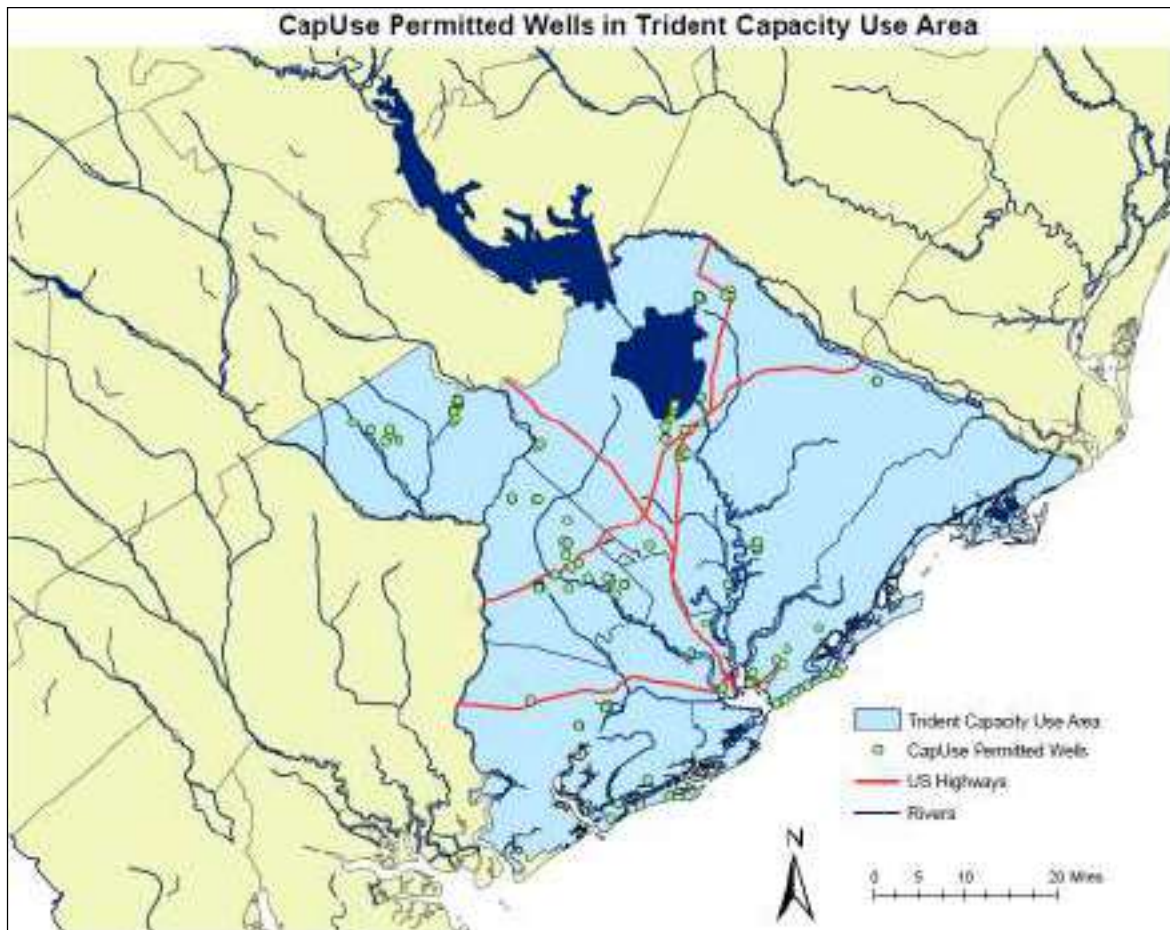 CapUse Permitted Wells in Trident Capacity Use Area
Trident Capacity Use Area
CapUse Permitted Wells
US Highways
Rivers
N
0 5 10 20 Miles